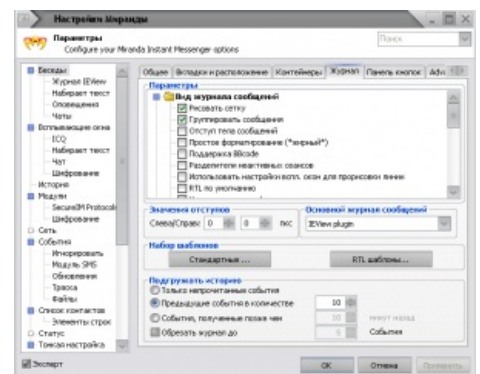 Настройки Миранды
Параметры
Configure your Miranda Instant Messenger options
Поиск
Беседы
Журнал IEView
Набирает текст
Оповещения
Чаты
Всплывающие окна
ICQ
Набирает текст
Чат
Шифрование
История
Модули
SecureIM Protocols
Шифрование
Сеть
События
Игнорировать
Модуль SMS
Обновления
Тревога
Файлы
Список контактов
Элементы строк
Статус
Тонкая настройка
Эксперт
Общее
Вкладки и расположение
Контейнеры
Журнал
Панель кнопок
Параметры
Вид журнала сообщений
Рисовать сетку
Группировать сообщения
Отступ тела сообщений
Простое форматирование (*жирный*)
Поддержка BBcode
Разделители неактивных сеансов
Использовать настройки вспл. окон для прорисовки линии
RTL по умолчанию
Значения отступов
Слева/Справа: 0 0 пкс
Основной журнал сообщений
IEView plugin
Набор шаблонов
Стандартные ...
RTL шаблоны...
Подгружать историю
Только непрочитанные события
Предыдущие события в количестве 10
События, полученные позже чем 10 минут назад
Обрезать журнал до 5 События
OK
Отмена
Применить